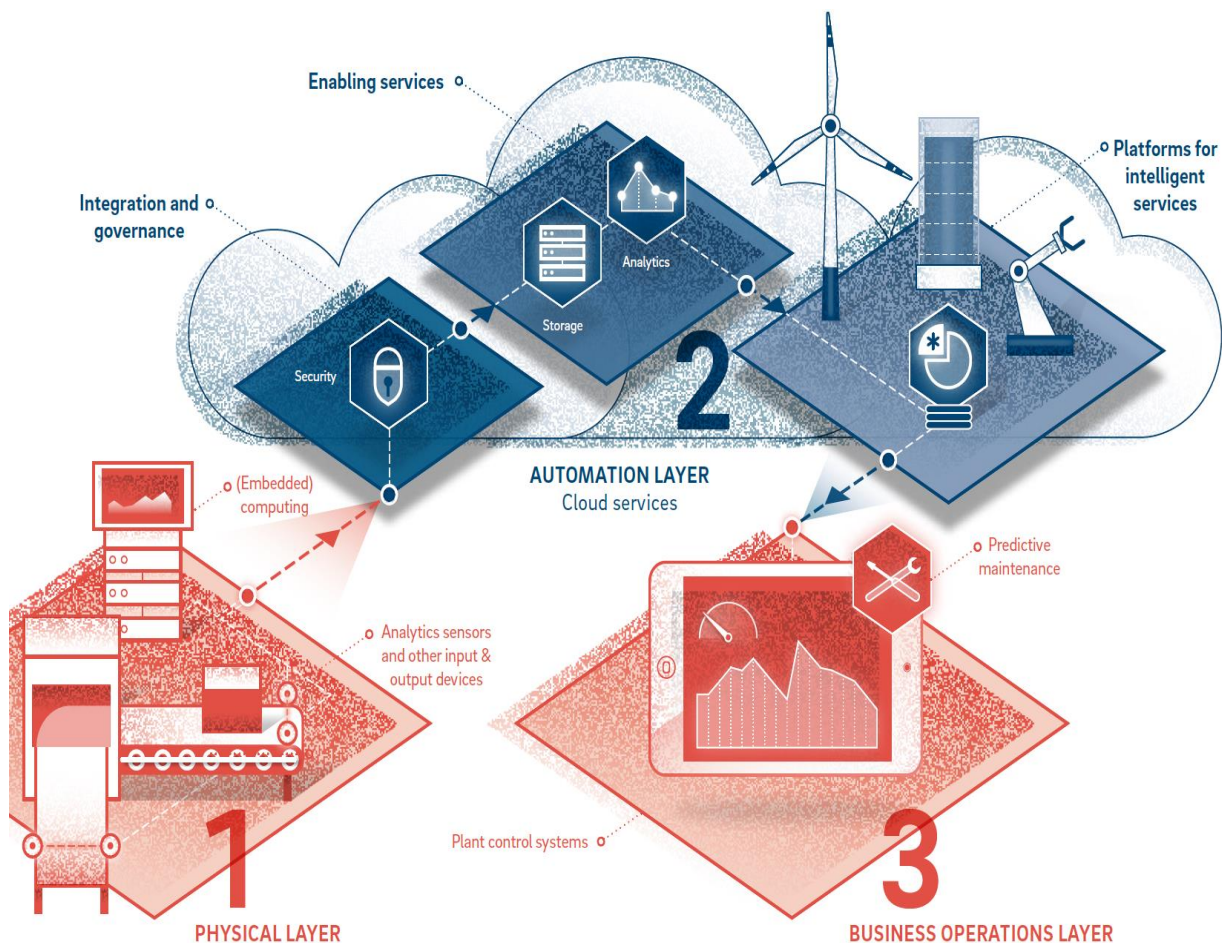 Enabling services
Integration and
governance
Platforms for
intelligent
services
Analytics
Storage
Security
2
AUTOMATION LAYER
Cloud services
(Embedded)
computing
Analytics sensors
and other input &
output devices
1
PHYSICAL LAYER
Predictive
maintenance
Plant control systems
3
BUSINESS OPERATIONS LAYER